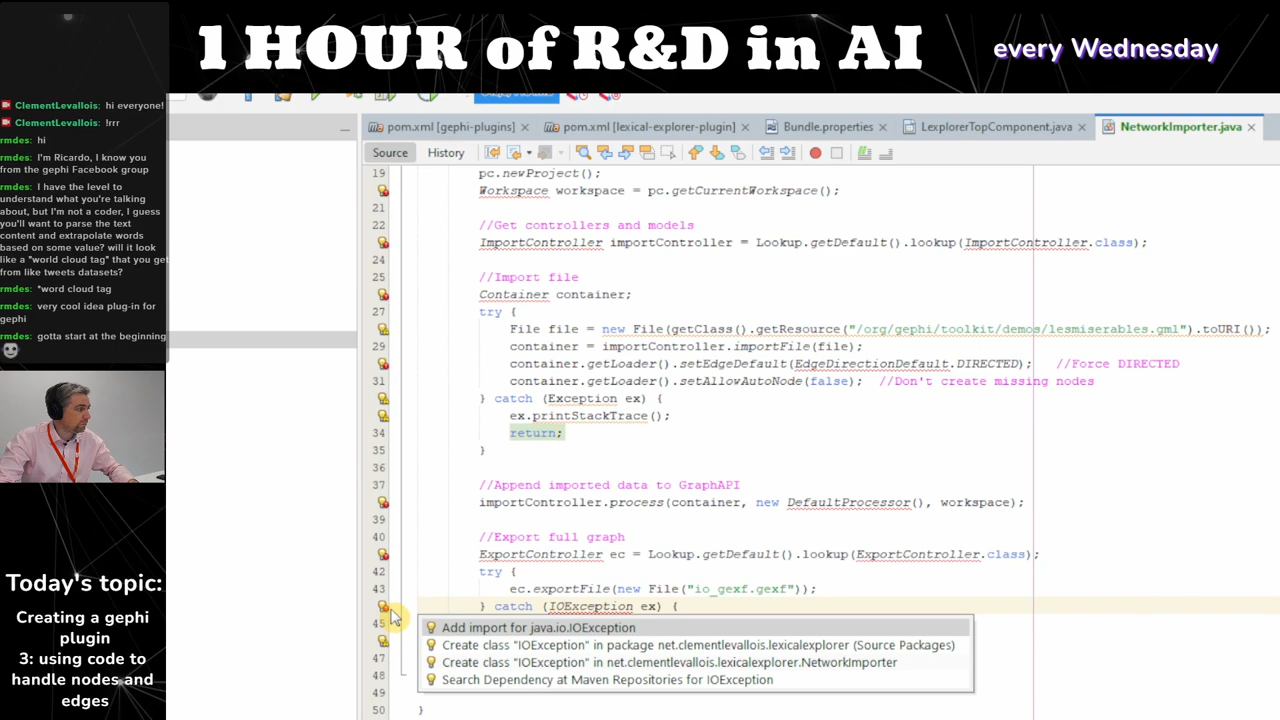 1 HOUR of R&D in AI
every Wednesday
ClementLevallois: hi everyone!
ClementLevallois: !rrr
rmdes: hi
rmdes: I'm Ricardo, I know you
from the gephi Facebook group
rmdes: I have the level to
understand what you're talking
about, but I'm not a coder, I guess
you'll want to parse the text
content and extrapolate words
based on some value? will it look
like a "world cloud tag" that you get
from like tweets datasets?
rmdes: *word cloud tag
rmdes: very cool idea plug-in for
gephi
rmdes: gotta start at the beginning
Today's topic:
Creating a gephi
plugin
3: using code to
handle nodes and
edges
pom.xml [gephi-plugins] pom.xml [lexical-explorer-plugin] Bundle.properties LexplorerTopComponent.java NetworkImporter.java
Source History
19 pc.newProject();
Workspace workspace = pc.getCurrentWorkspace();
21
22 //Get controllers and models
ImportController importController = Lookup.getDefault().lookup(ImportController.class);
24
25 //Import file
Container container;
27 try {
File file = new File(getClass().getResource("/org/gephi/toolkit/demos/lesmiserables.gml").toURI());
29 container = importController.importFile(file);
container.getLoader().setEdgeDefault(EdgeDirectionDefault.DIRECTED); //Force DIRECTED
31 container.getLoader().setAllowAutoNode(false); //Don't create missing nodes
} catch (Exception ex) {
ex.printStackTrace();
34 return;
35 }
36
37 //Append imported data to GraphAPI
importController.process(container, new DefaultProcessor(), workspace);
39
40 //Export full graph
ExportController ec = Lookup.getDefault().lookup(ExportController.class);
42 try {
43 ec.exportFile(new File("io_gexf.gexf"));
} catch (IOException ex) {
45
Add import for java.io.IOException
Create class "IOException" in package net.clementlevallois.lexicalexplorer (Source Packages)
47 Create class "IOException" in net.clementlevallois.lexicalexplorer.NetworkImporter
48 Search Dependency at Maven Repositories for IOException
49
50 }